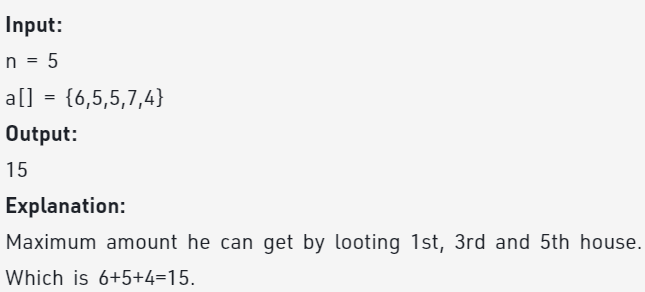 Input:
n = 5
a[] = {6,5,5,7,4}
Output:
15
Explanation:
Maximum amount he can get by looting 1st, 3rd and 5th house.
Which is 6+5+4=15.